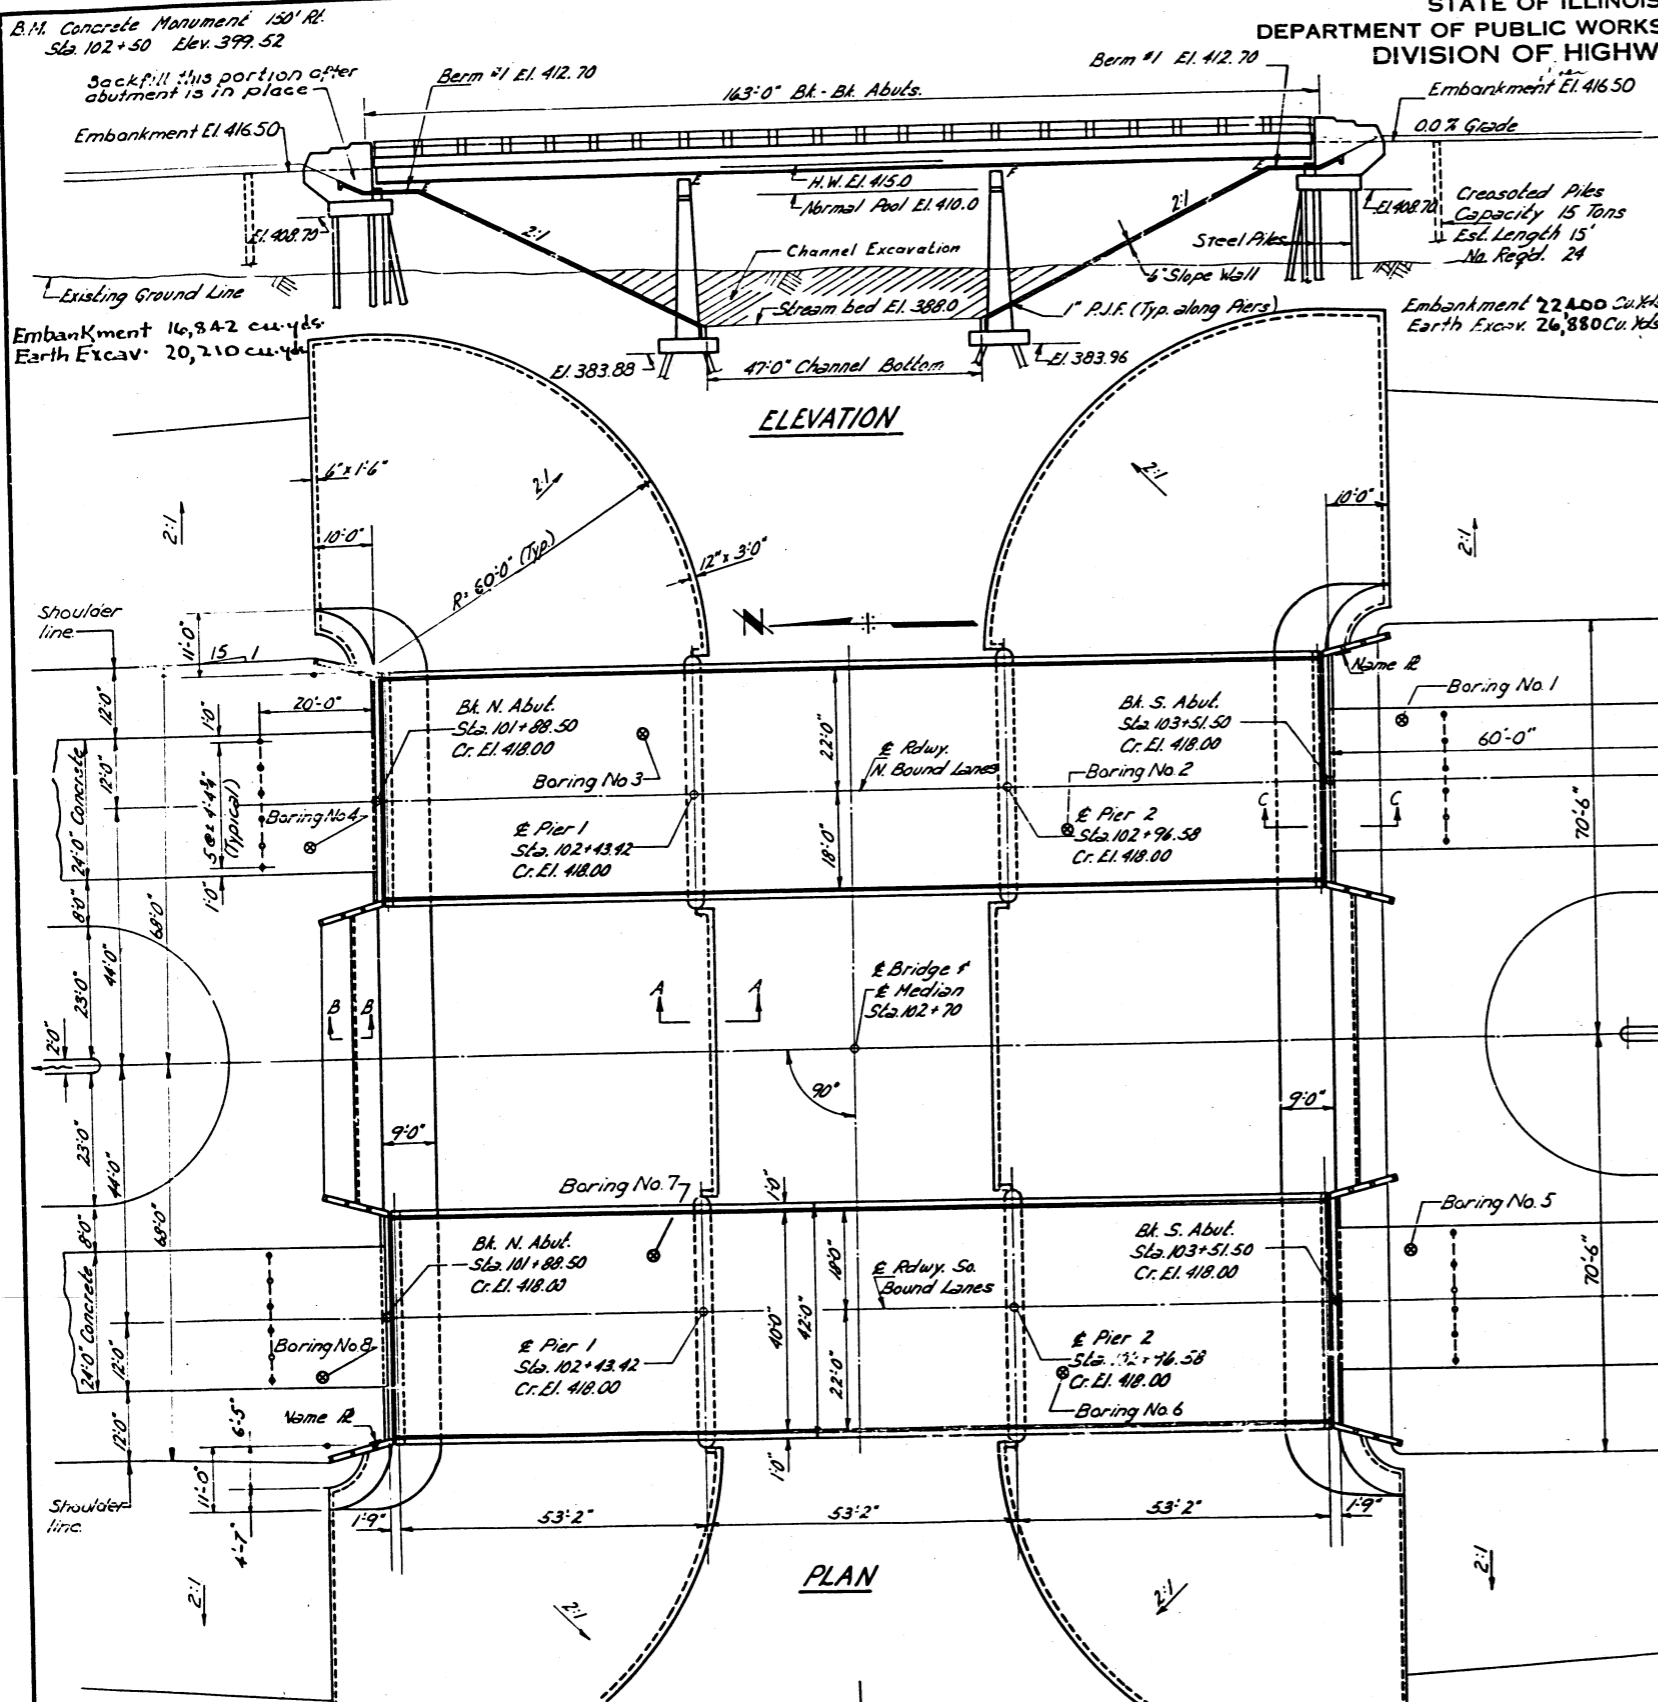 B.M. Concrete Monument 150' Rt.
Sta. 102+50 Elev. 399.52
STATE OF ILLINOIS
DEPARTMENT OF PUBLIC WORKS
DIVISION OF HIGHW
Backfill this portion after
abutment is in place
Berm #1 El. 412.70
163'-0" Bk.-Bk. Abuts.
Berm #1 El. 412.70
Embankment El. 416.50
Embankment El. 416.50
0.0% Grade
H.W. El. 415.0
Normal Pool El. 410.0
El. 408.70
El. 408.70
Creosoted Piles
Capacity 15 Tons
Est. Length 15'
No. Req'd. 24
2:1
2:1
Channel Excavation
Steel Piles
6" Slope Wall
Existing Ground Line
Stream bed El. 388.0
1" P.J.F. (Typ. along Piers)
Embankment 16,842 cu. yds.
Earth Excav. 20,210 cu. yds
Embankment 22,400 Cu. Yds
Earth Excav. 26,880 Cu. Yds
El. 383.88
47'-0" Channel Bottom
El. 383.96
ELEVATION
6" x 1'-6"
2:1
2:1
2:1
2:1
10'-0"
10'-0"
R= 60'-0" (Typ.)
12" x 3'-0"
N
Shoulder
line
11'-0"
15 1
Name Pl
20'-0"
1'-0"
12'-0"
12'-0"
24'-0" Concrete
5 @ 4'-4¾"
(Typical)
1'-0"
8'-0"
68'-0"
44'-0"
23'-0"
2'-0"
Bk. N. Abut.
Sta. 101+88.50
Cr. El. 418.00
Boring No 3
Boring No 4
℄ Pier 1
Sta. 102+43.42
Cr. El. 418.00
22'-0"
18'-0"
℄ Rdwy.
N. Bound Lanes
Bk. S. Abut.
Sta. 103+51.50
Cr. El. 418.00
Boring No. 2
℄ Pier 2
Sta. 102+96.58
Cr. El. 418.00
Boring No. 1
60'-0"
C
C
70'-6"
℄ Bridge &
℄ Median
Sta. 102+70
A
A
B
B
90°
9'-0"
9'-0"
23'-0"
44'-0"
68'-0"
8'-0"
24'-0" Concrete
12'-0"
12'-0"
Boring No. 7
1'-0"
Bk. N. Abut.
Sta. 101+88.50
Cr. El. 418.00
40'-0"
42'-0"
18'-0"
22'-0"
℄ Rdwy. So.
Bound Lanes
Bk. S. Abut.
Sta. 103+51.50
Cr. El. 418.00
Boring No. 5
70'-6"
Boring No 8
℄ Pier 1
Sta. 102+43.42
Cr. El. 418.00
℄ Pier 2
Sta. 96.58
Cr. El. 418.00
Boring No. 6
Name Pl
6'-5"
11'-0"
4'-7"
Shoulder
line
1'-0"
1'-9"
53'-2"
53'-2"
53'-2"
1'-9"
PLAN
2:1
2:1
2:1
2:1